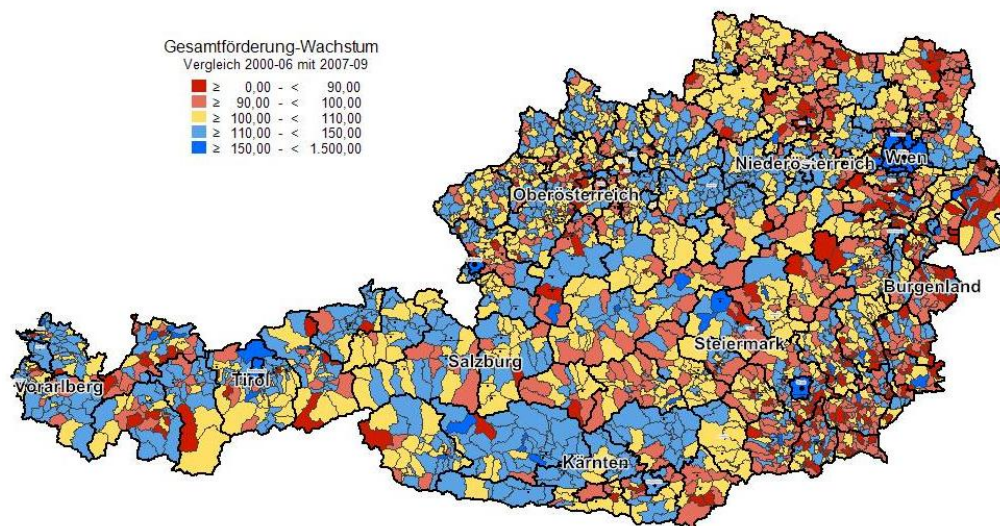 Gesamtförderung-Wachstum
Vergleich 2000-06 mit 2007-09
≥ 0,00 - < 90,00
≥ 90,00 - < 100,00
≥ 100,00 - < 110,00
≥ 110,00 - < 150,00
≥ 150,00 - < 1.500,00
Niederösterreich
Wien
Oberösterreich
Burgenland
Steiermark
Salzburg
Tirol
Vorarlberg
Kärnten